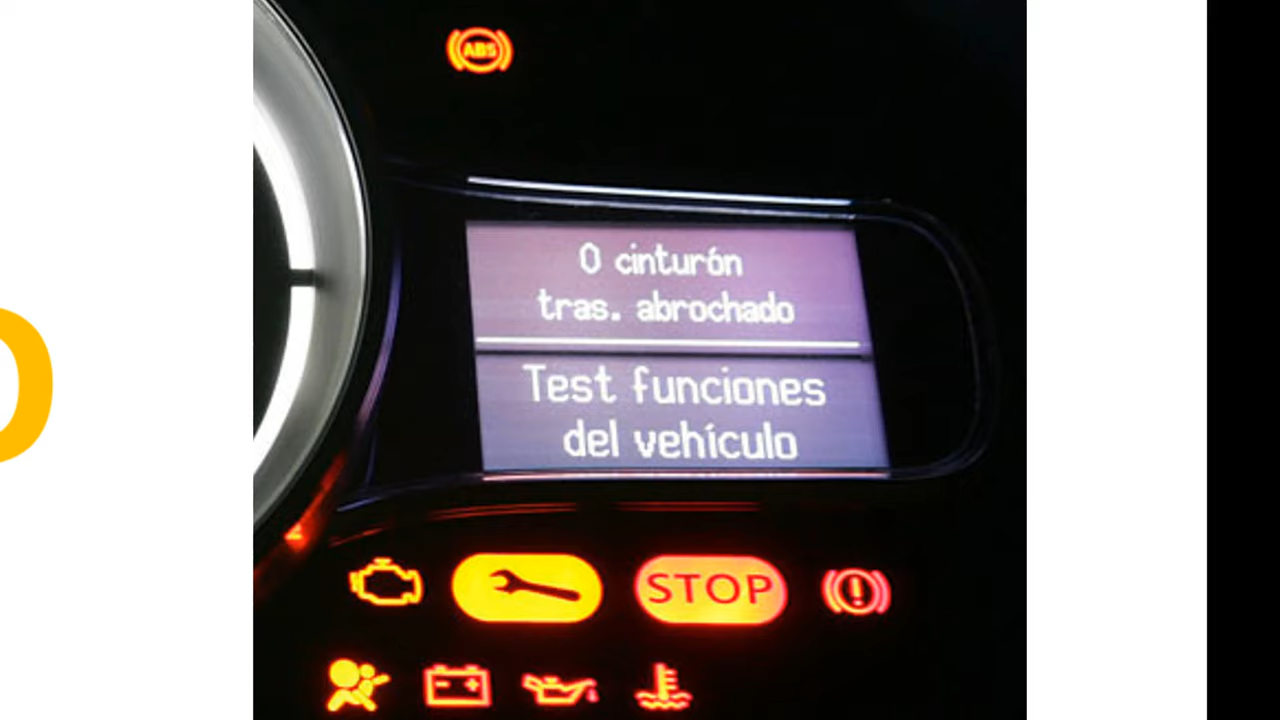 ABS
0 cinturón
tras. abrochado
Test funciones
del vehículo
STOP